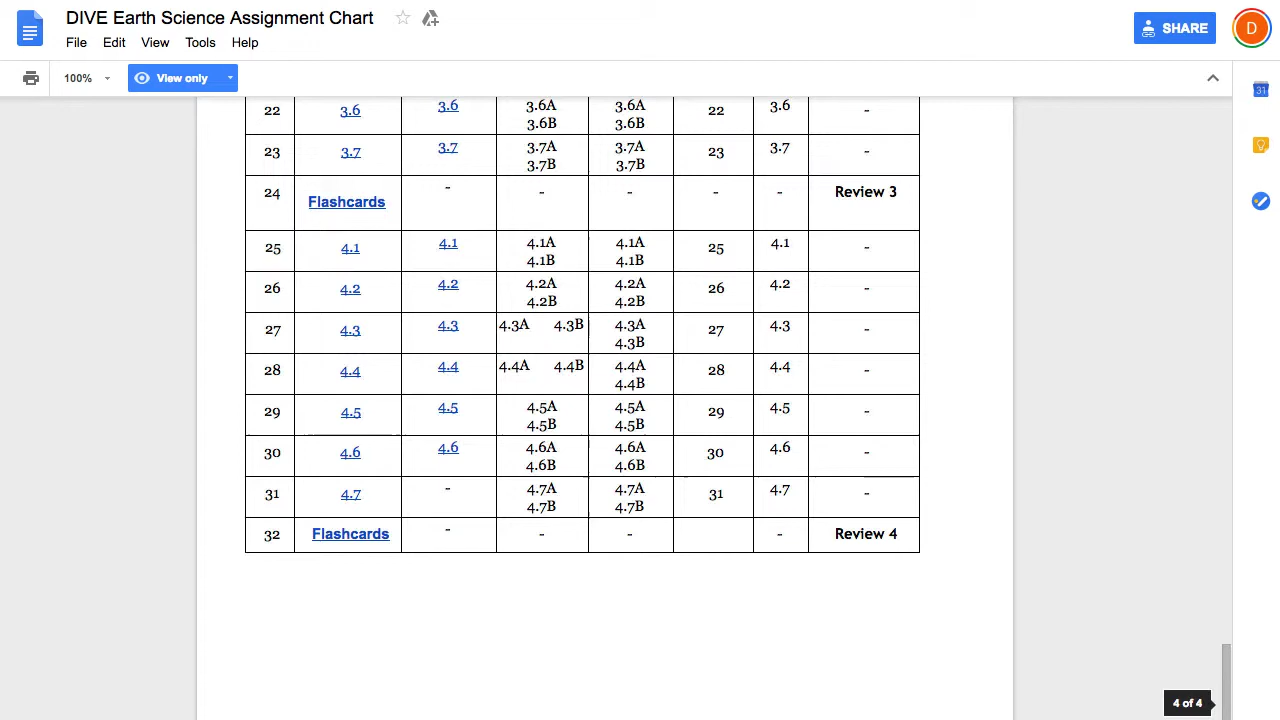 DIVE Earth Science Assignment Chart
File Edit View Tools Help
D
SHARE
100% View only
31
22 3.6 3.6 3.6A 3.6A 22 3.6 -
3.6B 3.6B
23 3.7 3.7 3.7A 3.7A 23 3.7 -
3.7B 3.7B
24 Flashcards - - - - - Review 3
25 4.1 4.1 4.1A 4.1A 25 4.1 -
4.1B 4.1B
26 4.2 4.2 4.2A 4.2A 26 4.2 -
4.2B 4.2B
27 4.3 4.3 4.3A 4.3B 4.3A 27 4.3 -
4.3B
28 4.4 4.4 4.4A 4.4B 4.4A 28 4.4 -
4.4B
29 4.5 4.5 4.5A 4.5A 29 4.5 -
4.5B 4.5B
30 4.6 4.6 4.6A 4.6A 30 4.6 -
4.6B 4.6B
31 4.7 - 4.7A 4.7A 31 4.7 -
4.7B 4.7B
32 Flashcards - - - - Review 4
4 of 4